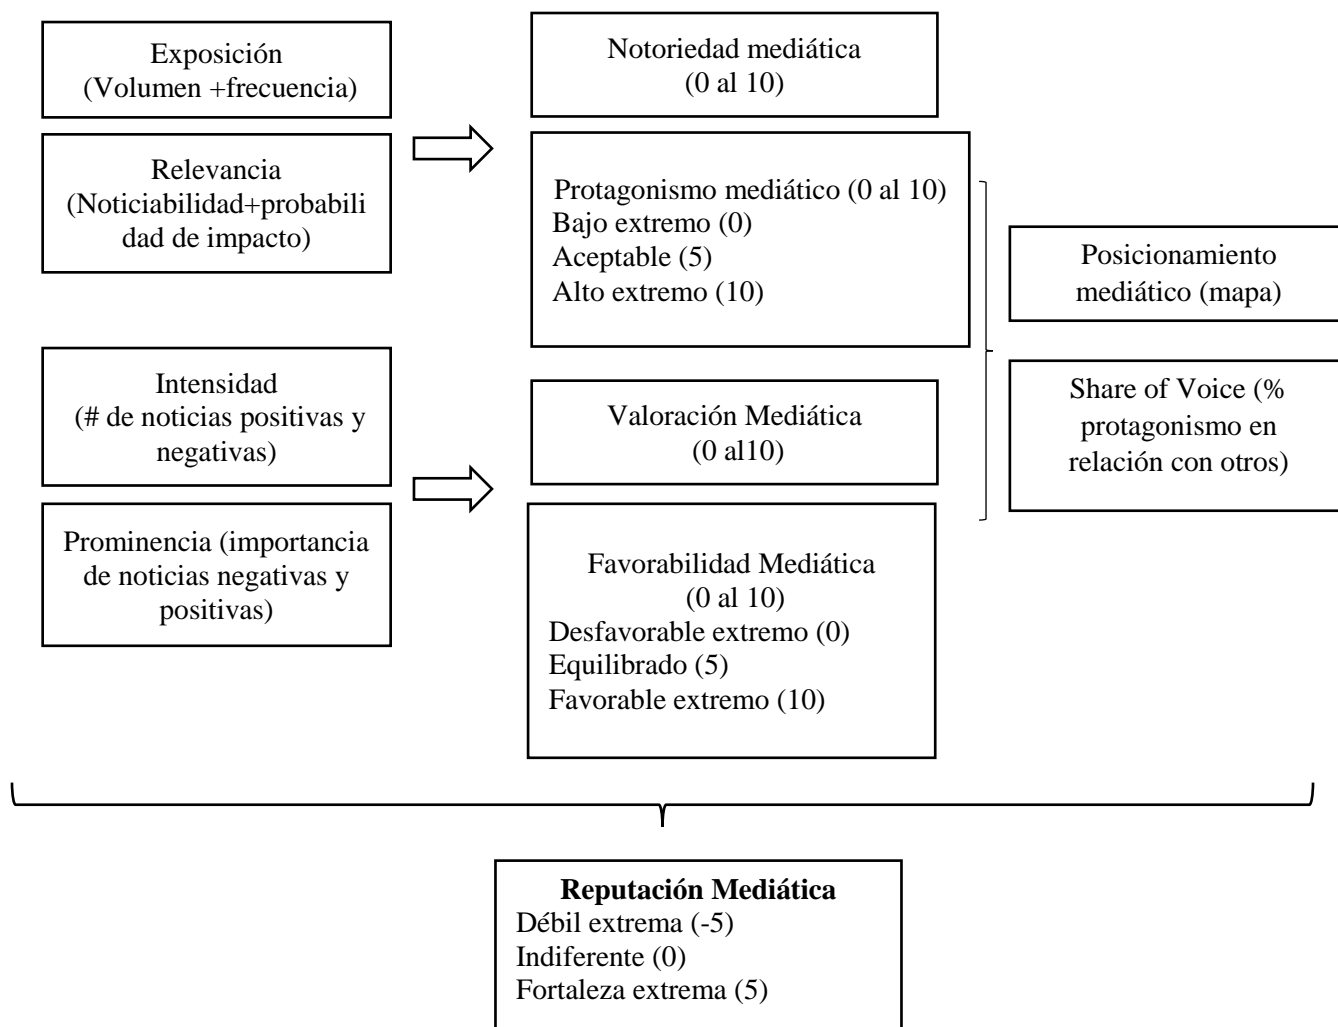 Exposición
(Volumen +frecuencia)
Relevancia
(Noticiabilidad+probabili
dad de impacto)
Notoriedad mediática
(0 al 10)
Protagonismo mediático (0 al 10)
Bajo extremo (0)
Aceptable (5)
Alto extremo (10)
Intensidad
(# de noticias positivas y
negativas)
Prominencia (importancia
de noticias negativas y
positivas)
Valoración Mediática
(0 al10)
Favorabilidad Mediática
(0 al 10)
Desfavorable extremo (0)
Equilibrado (5)
Favorable extremo (10)
Posicionamiento
mediático (mapa)
Share of Voice (%
protagonismo en
relación con otros)
Reputación Mediática
Débil extrema (-5)
Indiferente (0)
Fortaleza extrema (5)